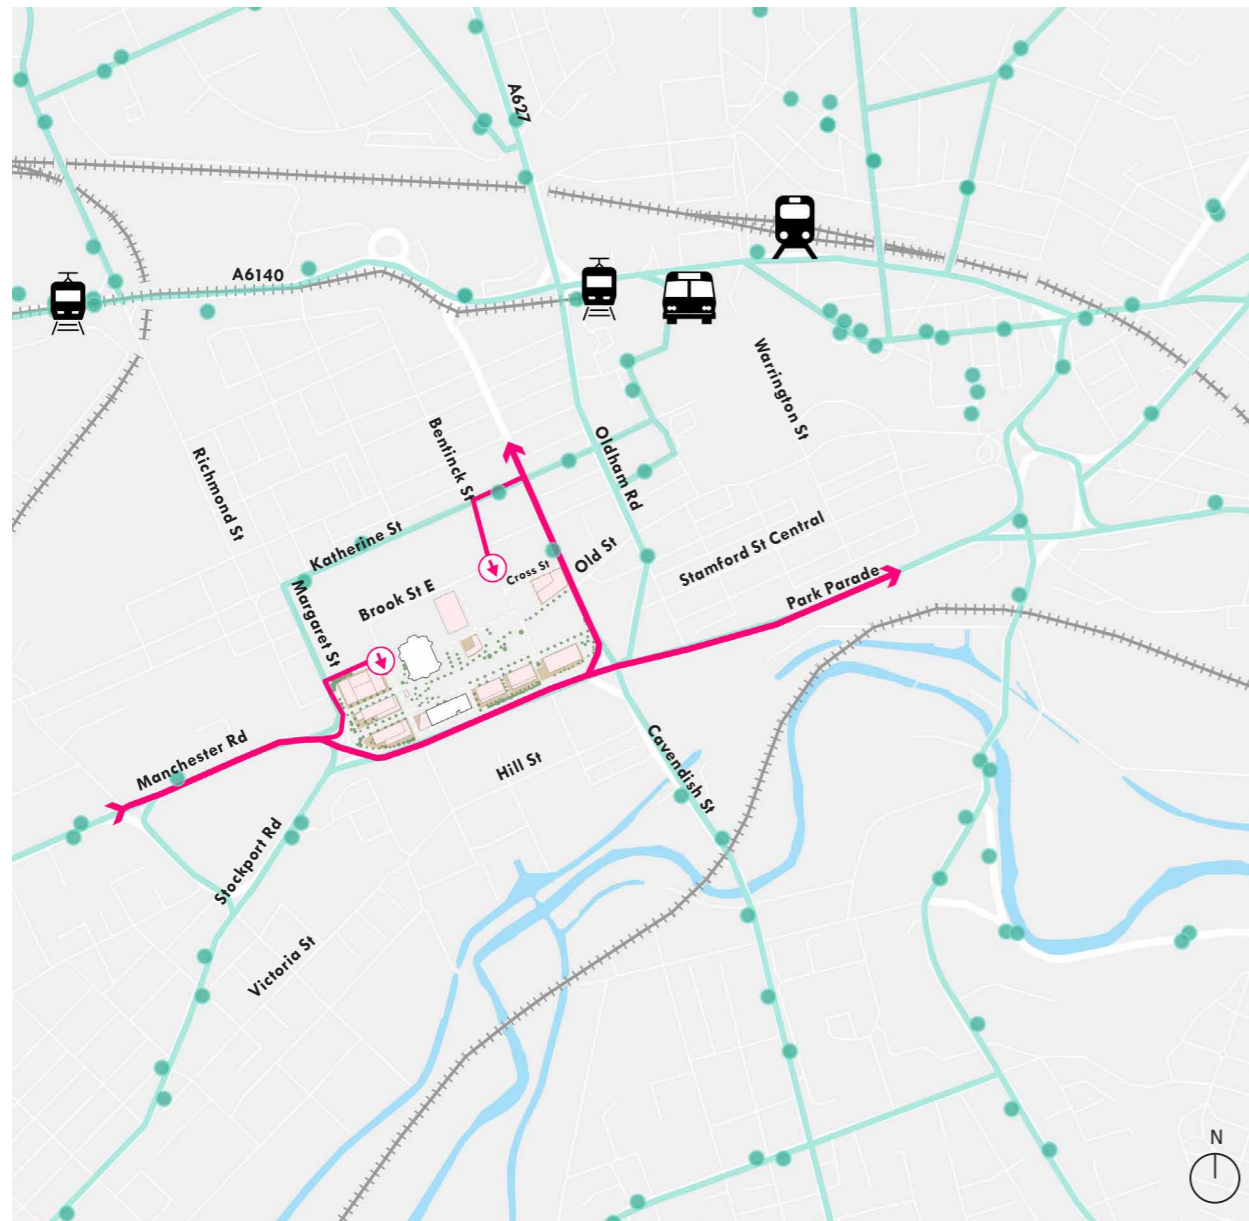 A627
A6140
Warrington St
Bentinck St
Oldham Rd
Richmond St
Katherine St
Old St
Stamford St Central
Cross St
Park Parade
Brook St E
Margaret St
Manchester Rd
Hill St
Cavendish St
Stockport Rd
Victoria St
N